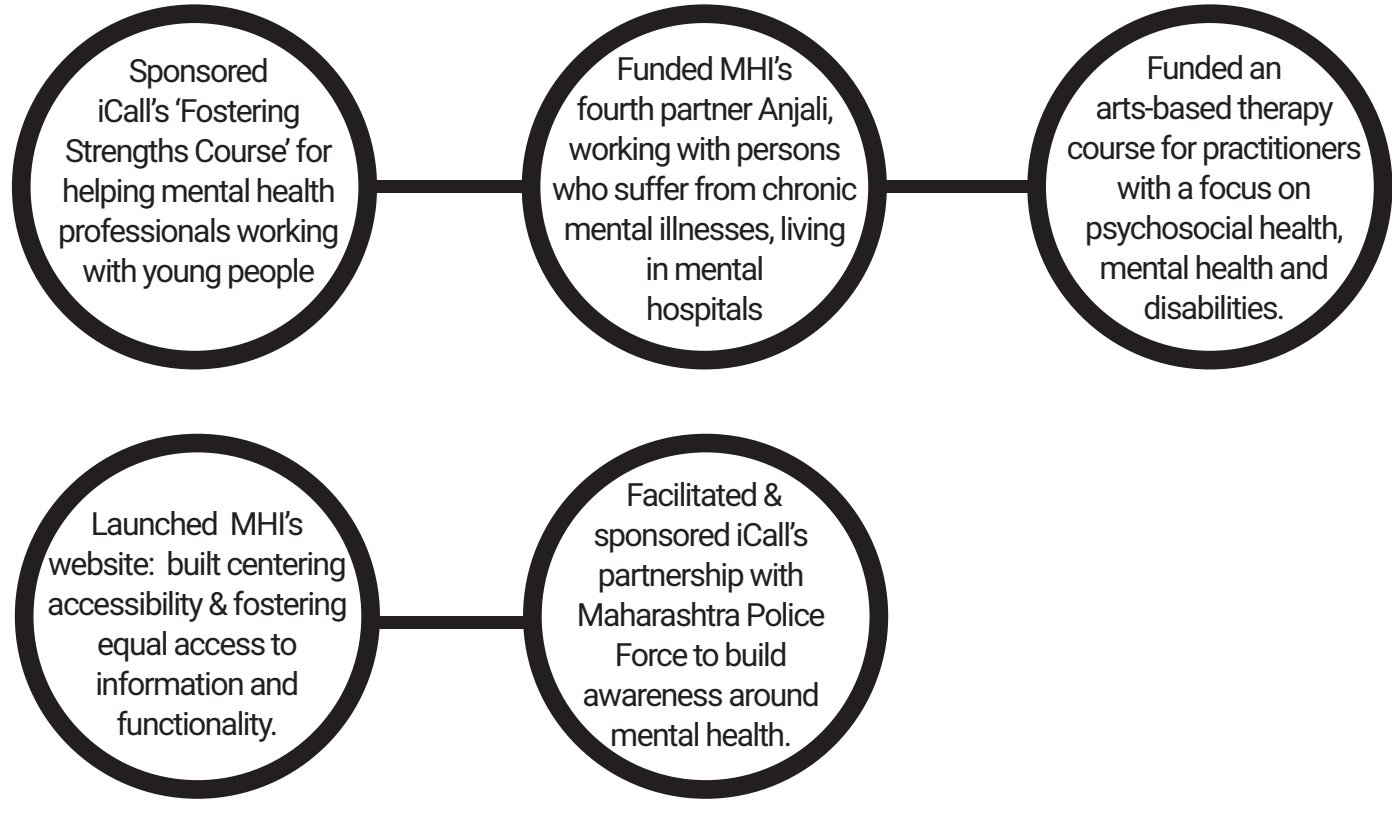 Sponsored
iCall's 'Fostering
Strengths Course' for
helping mental health
professionals working
with young people
Funded MHI's
fourth partner Anjali,
working with persons
who suffer from chronic
mental illnesses, living
in mental
hospitals
Funded an
arts-based therapy
course for practitioners
with a focus on
psychosocial health,
mental health and
disabilities.
Launched  MHI's
website:  built centering
accessibility & fostering
equal access to
information and
functionality.
Facilitated &
sponsored iCall's
partnership with
Maharashtra Police
Force to build
awareness around
mental health.